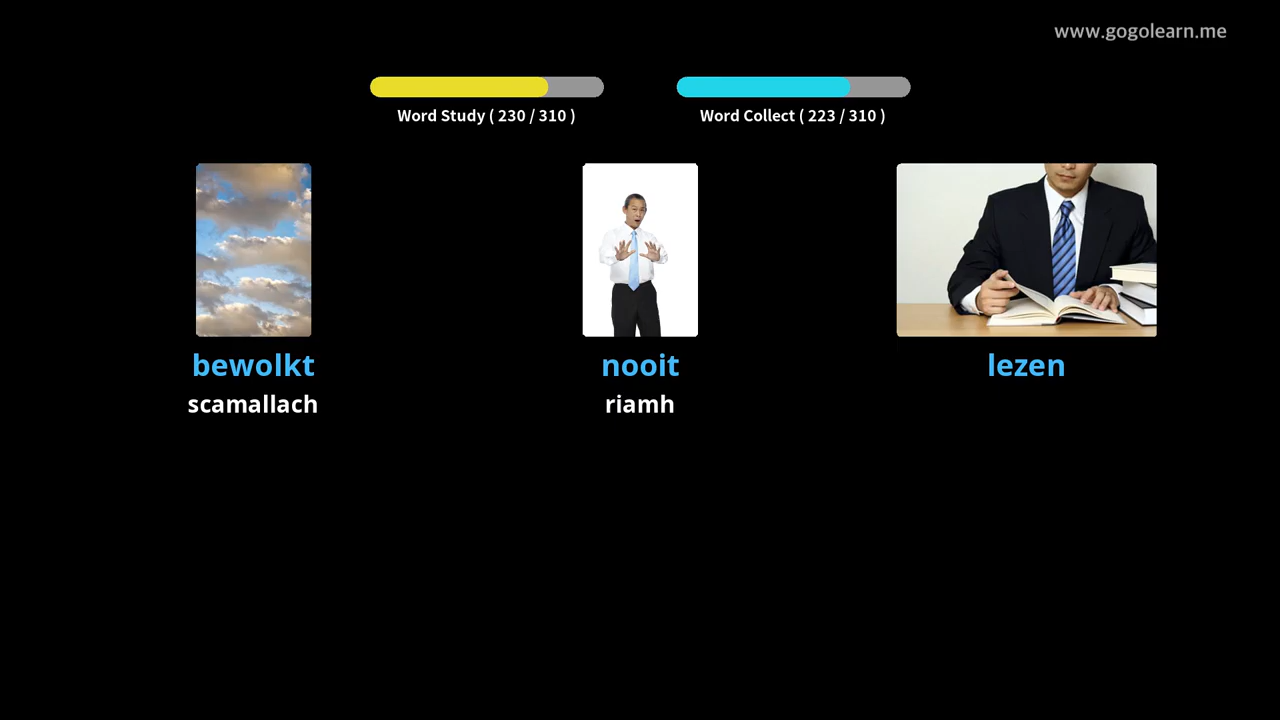 www.gogolearn.me
Word Study ( 230 / 310 )
Word Collect ( 223 / 310 )
bewolkt
nooit
lezen
scamallach
riamh